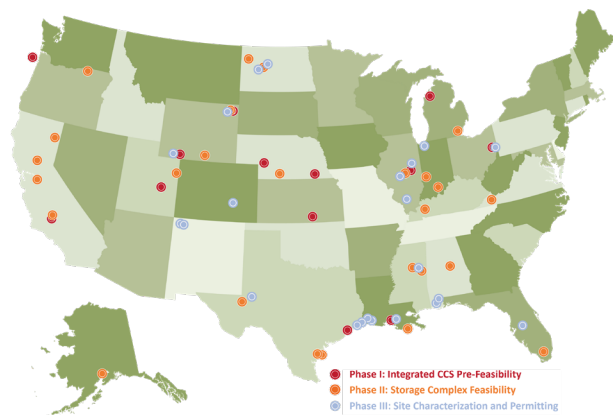 Phase I: Integrated CCS Pre-Feasibility
Phase II: Storage Complex Feasibility
Phase III: Site Characterization and Permitting